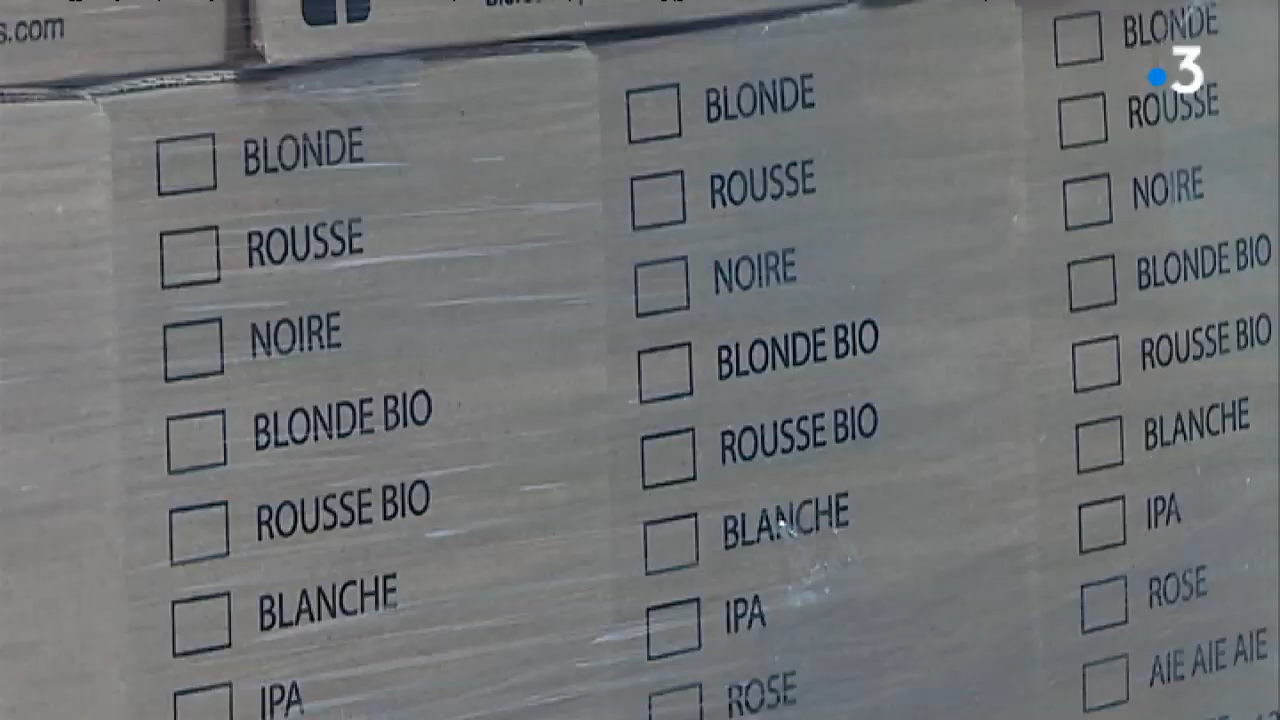 s.com
BLONDE
ROUSSE
NOIRE
BLONDE BIO
ROUSSE BIO
BLANCHE
IPA
BLONDE
ROUSSE
NOIRE
BLONDE BIO
ROUSSE BIO
BLANCHE
IPA
ROSE
BLONDE
3
ROUSSE
NOIRE
BLONDE BIO
ROUSSE BIO
BLANCHE
IPA
ROSE
AIE AIE AIE